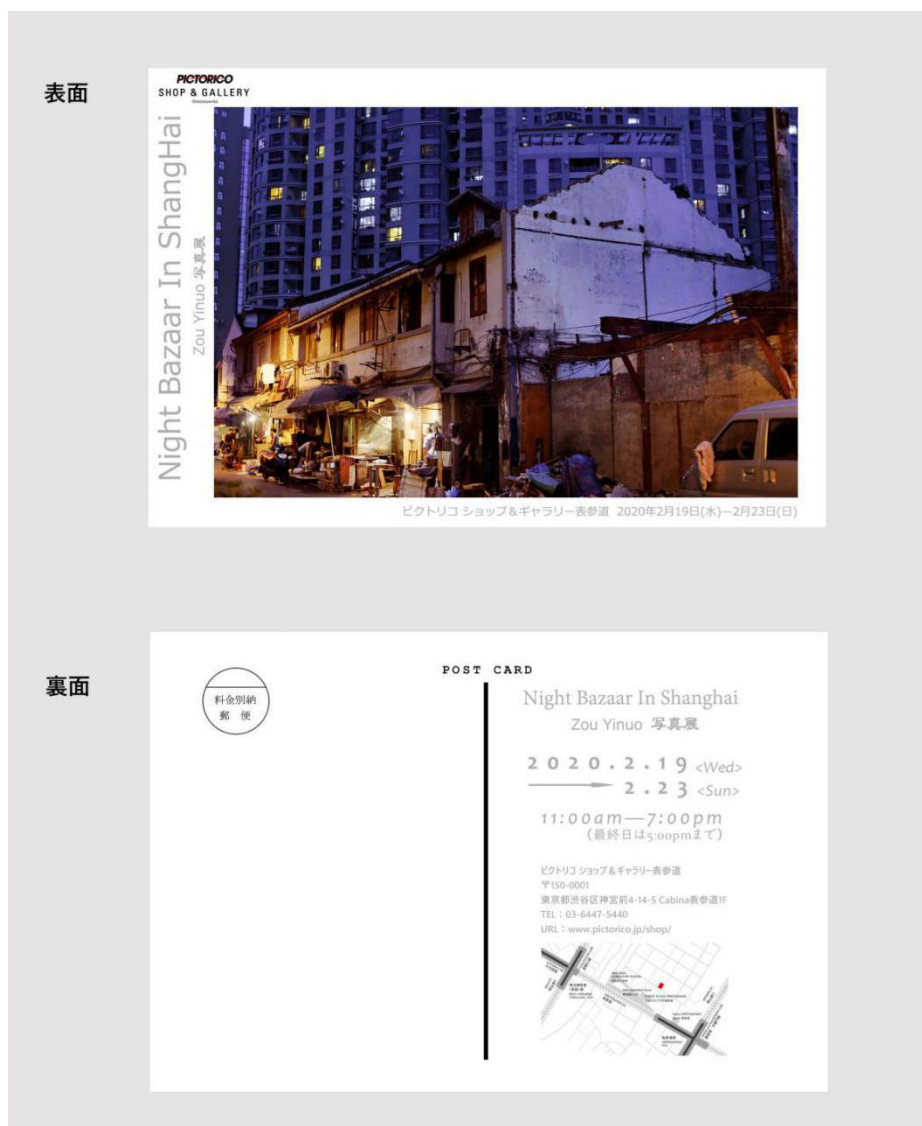 表面
PICTORICO
SHOP & GALLERY
Omotesando
Night Bazaar In ShangHai
Zou Yinuo 写真展
ピクトリコ ショップ&ギャラリー表参道 2020年2月19日(水)—2月23日(日)
裏面
料金別納
郵 便
POST CARD
Night Bazaar In Shanghai
Zou Yinuo 写真展
2020.2.19 <Wed>
2.23 <Sun>
11:00am—7:00pm
(最終日は5:00pmまで)
ピクトリコ ショップ&ギャラリー表参道
〒150-0001
東京都渋谷区神宮前4-14-5 Cabina表参道1F
TEL:03-6447-5440
URL:www.pictorico.jp/shop/